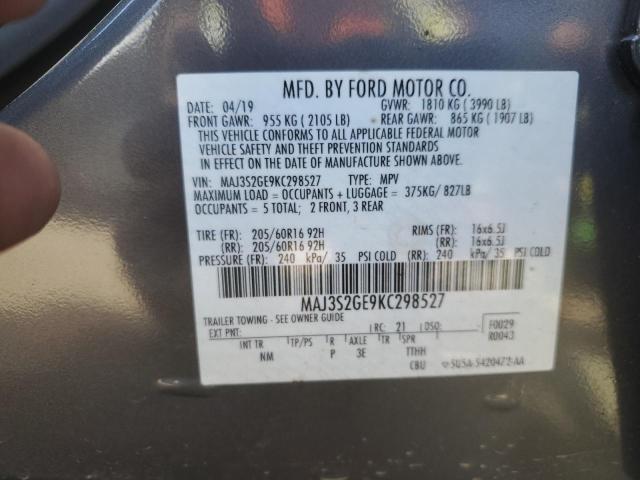 MFD. BY FORD MOTOR CO.
DATE: 04/19 GVWR: 1810 KG ( 3990 LB)
FRONT GAWR: 955 KG ( 2105 LB) REAR GAWR: 865 KG ( 1907 LB)
THIS VEHICLE CONFORMS TO ALL APPLICABLE FEDERAL MOTOR
VEHICLE SAFETY AND THEFT PREVENTION STANDARDS
IN EFFECT ON THE DATE OF MANUFACTURE SHOWN ABOVE.
VIN: MAJ3S2GE9KC298527 TYPE: MPV
MAXIMUM LOAD = OCCUPANTS + LUGGAGE = 375KG/ 827LB
OCCUPANTS = 5 TOTAL; 2 FRONT, 3 REAR
TIRE (FR): 205/60R16 92H RIMS (FR): 16x6.5J
(RR): 205/60R16 92H (RR): 16x6.5J
PRESSURE (FR): 240 kPa/ 35 PSI COLD (RR): 240 kPa/ 35 PSI COLD
MAJ3S2GE9KC298527
TRAILER TOWING - SEE OWNER GUIDE
EXT PNT: RC: 21 DSO: F0029
R0043
INT TR TP/PS R AXLE TR SPR
NM P 3E TTHH
CBU 5U5A-5420472-AA